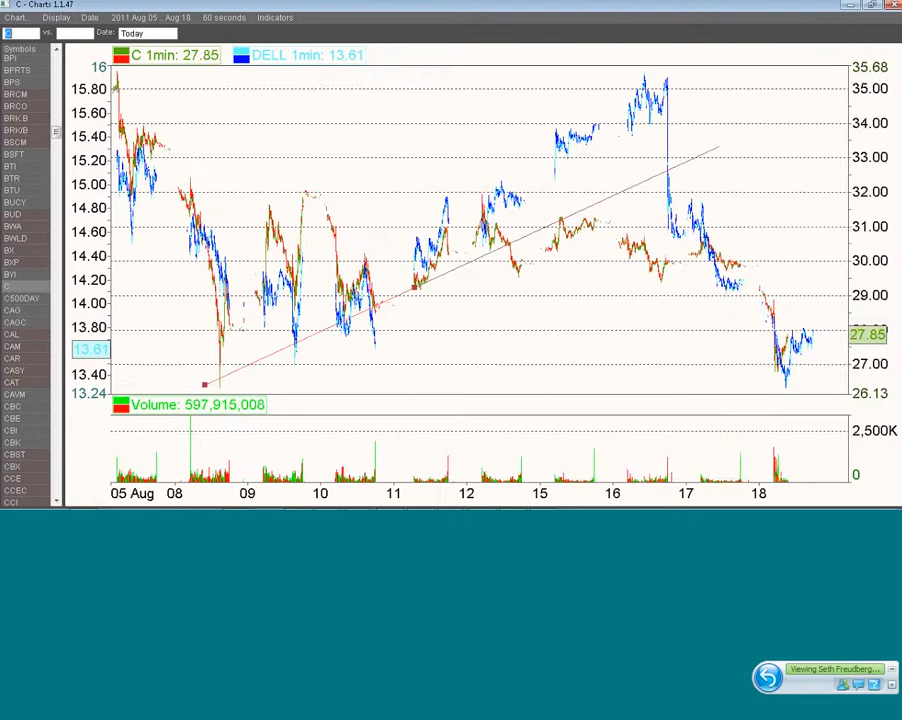 C - Charts 1.1.47
Chart... Display Date 2011 Aug 05 .. Aug 18 60 seconds Indicators
C vs. Date: Today
Symbols
BPI
BPRTS
BPS
BRCM
BRCO
BRK.B
BRK/B
BSCM
BSFT
BTI
BTR
BTU
BUCY
BUD
BWA
BWLD
BX
BXP
BYI
C
C500DAY
CAG
CAGC
CAL
CAM
CAR
CASY
CAT
CAVM
CBC
CBE
CBI
CBK
CBST
CBX
CCE
CCEC
CCI
C 1min: 27.85 DELL 1min: 13.61
16
15.80
15.60
15.40
15.20
15.00
14.80
14.60
14.40
14.20
14.00
13.80
13.61
13.40
13.24
35.68
35.00
34.00
33.00
32.00
31.00
30.00
29.00
27.85
27.00
26.13
Volume: 597,915,008
2,500K
0
05 Aug 08 09 10 11 12 15 16 17 18
Viewing Seth Freudberg...